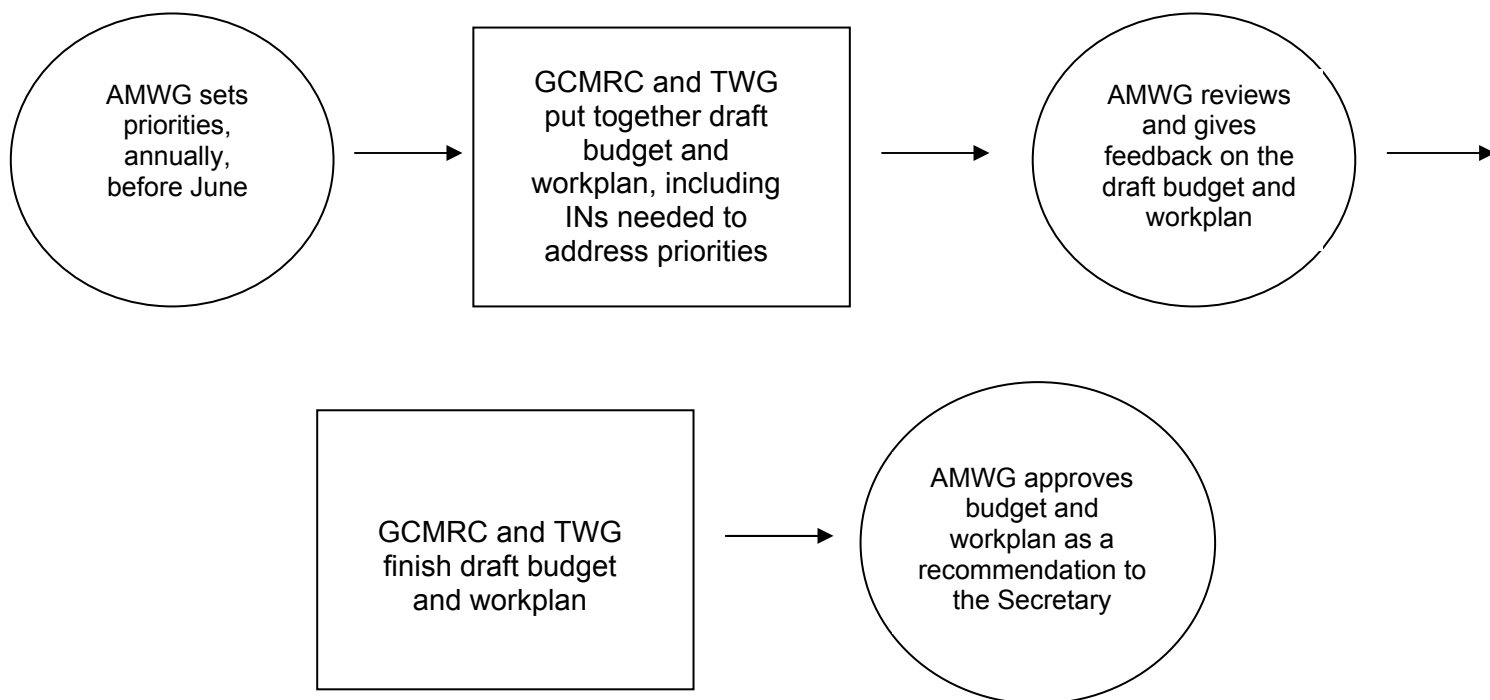 AMWG sets
priorities,
annually,
before June
GCMRC and TWG
put together draft
budget and
workplan, including
INs needed to
address priorities
AMWG reviews
and gives
feedback on the
draft budget and
workplan
GCMRC and TWG
finish draft budget
and workplan
AMWG approves
budget and
workplan as a
recommendation to
the Secretary